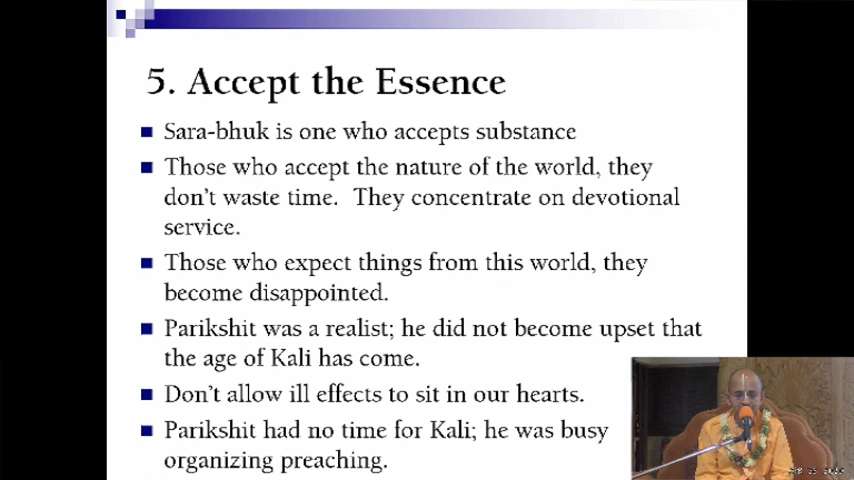 5. Accept the Essence
Sara-bhuk is one who accepts substance
Those who accept the nature of the world, they
don't waste time.  They concentrate on devotional
service.
Those who expect things from this world, they
become disappointed.
Parikshit was a realist; he did not become upset that
the age of Kali has come.
Don't allow ill effects to sit in our hearts.
Parikshit had no time for Kali; he was busy
organizing preaching.